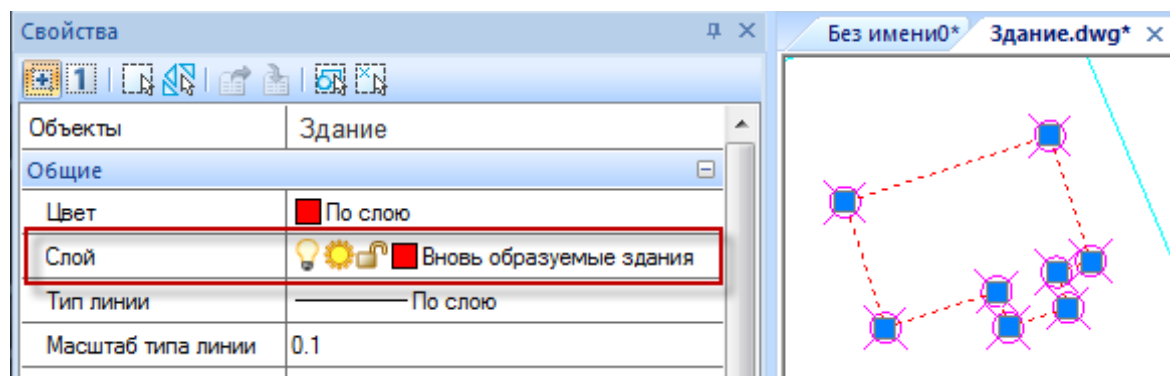 Свойства
Без имени0*
Здание.dwg*
1
Объекты Здание
Общие
Цвет По слою
Слой Вновь образуемые здания
Тип линии По слою
Масштаб типа линии 0.1